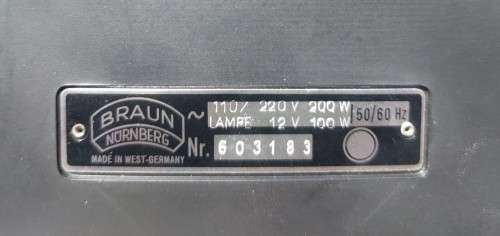 BRAUN
NÜRNBERG
MADE IN WEST-GERMANY
~ 110/ 220 V 200 W
LAMPE 12 V 100 W
50/60 Hz
Nr. 603183